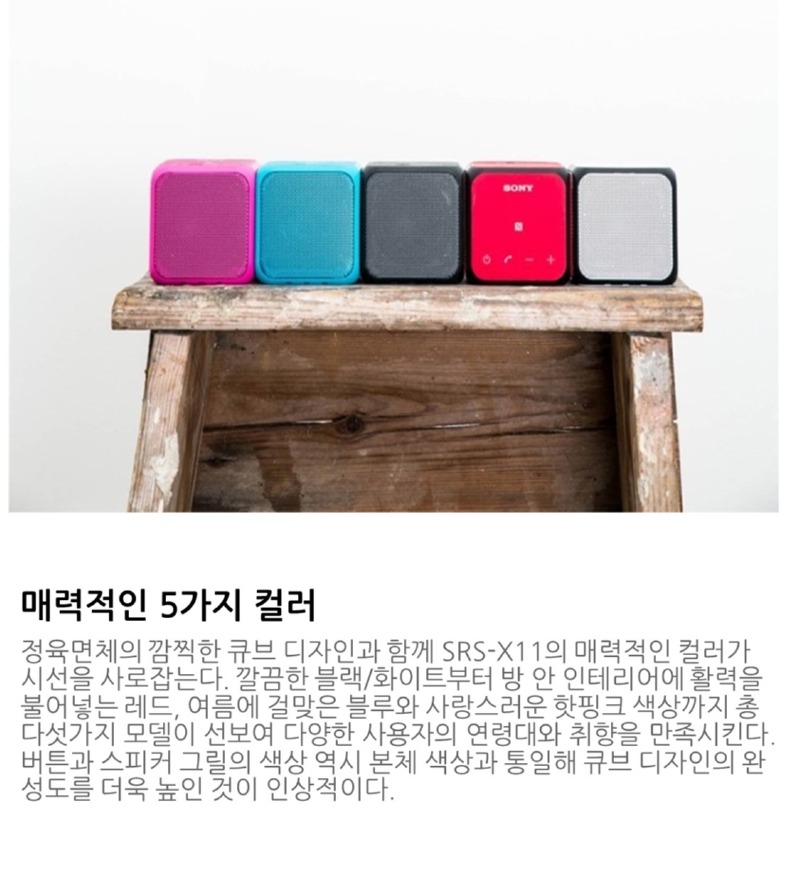 SONY
매력적인 5가지 컬러
정육면체의 깜찍한 큐브 디자인과 함께 SRS-X11의 매력적인 컬러가
시선을 사로잡는다. 깔끔한 블랙/화이트부터 방 안 인테리어에 활력을
불어넣는 레드, 여름에 걸맞은 블루와 사랑스러운 핫핑크 색상까지 총
다섯가지 모델이 선보여 다양한 사용자의 연령대와 취향을 만족시킨다.
버튼과 스피커 그릴의 색상 역시 본체 색상과 통일해 큐브 디자인의 완
성도를 더욱 높인 것이 인상적이다.